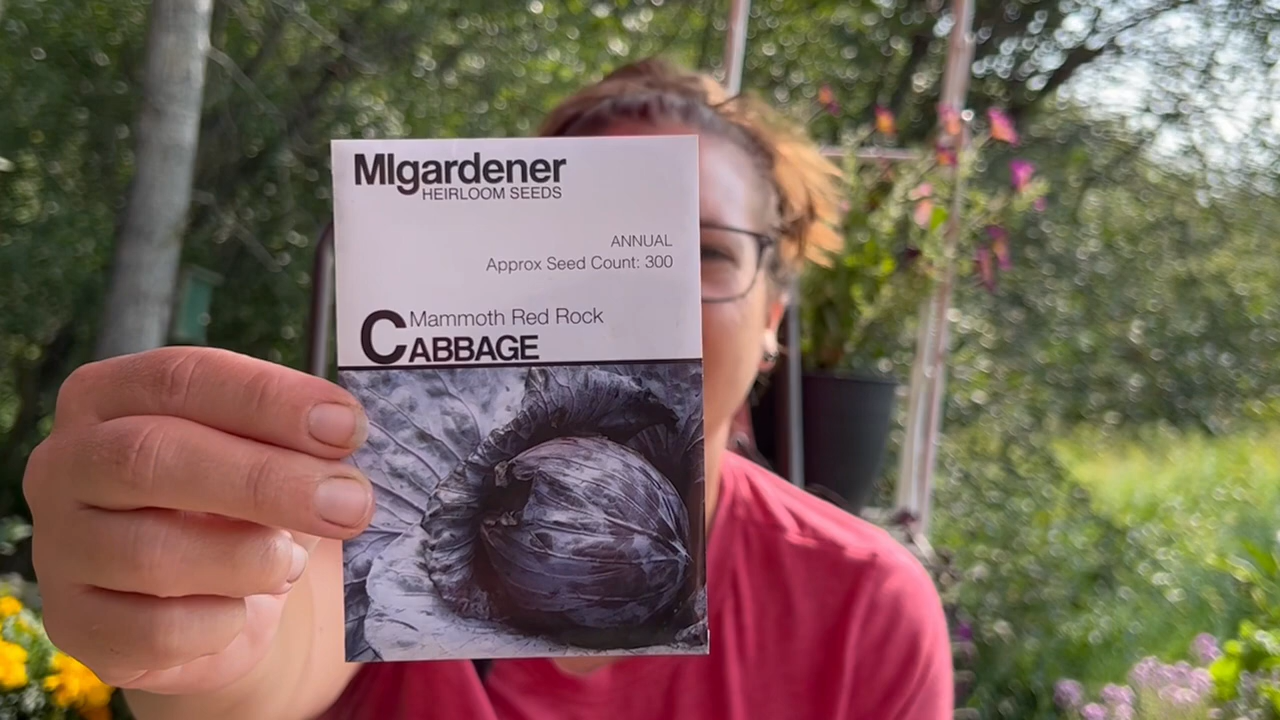 MIgardener
HEIRLOOM SEEDS
ANNUAL
Approx Seed Count: 300
Mammoth Red Rock
CABBAGE